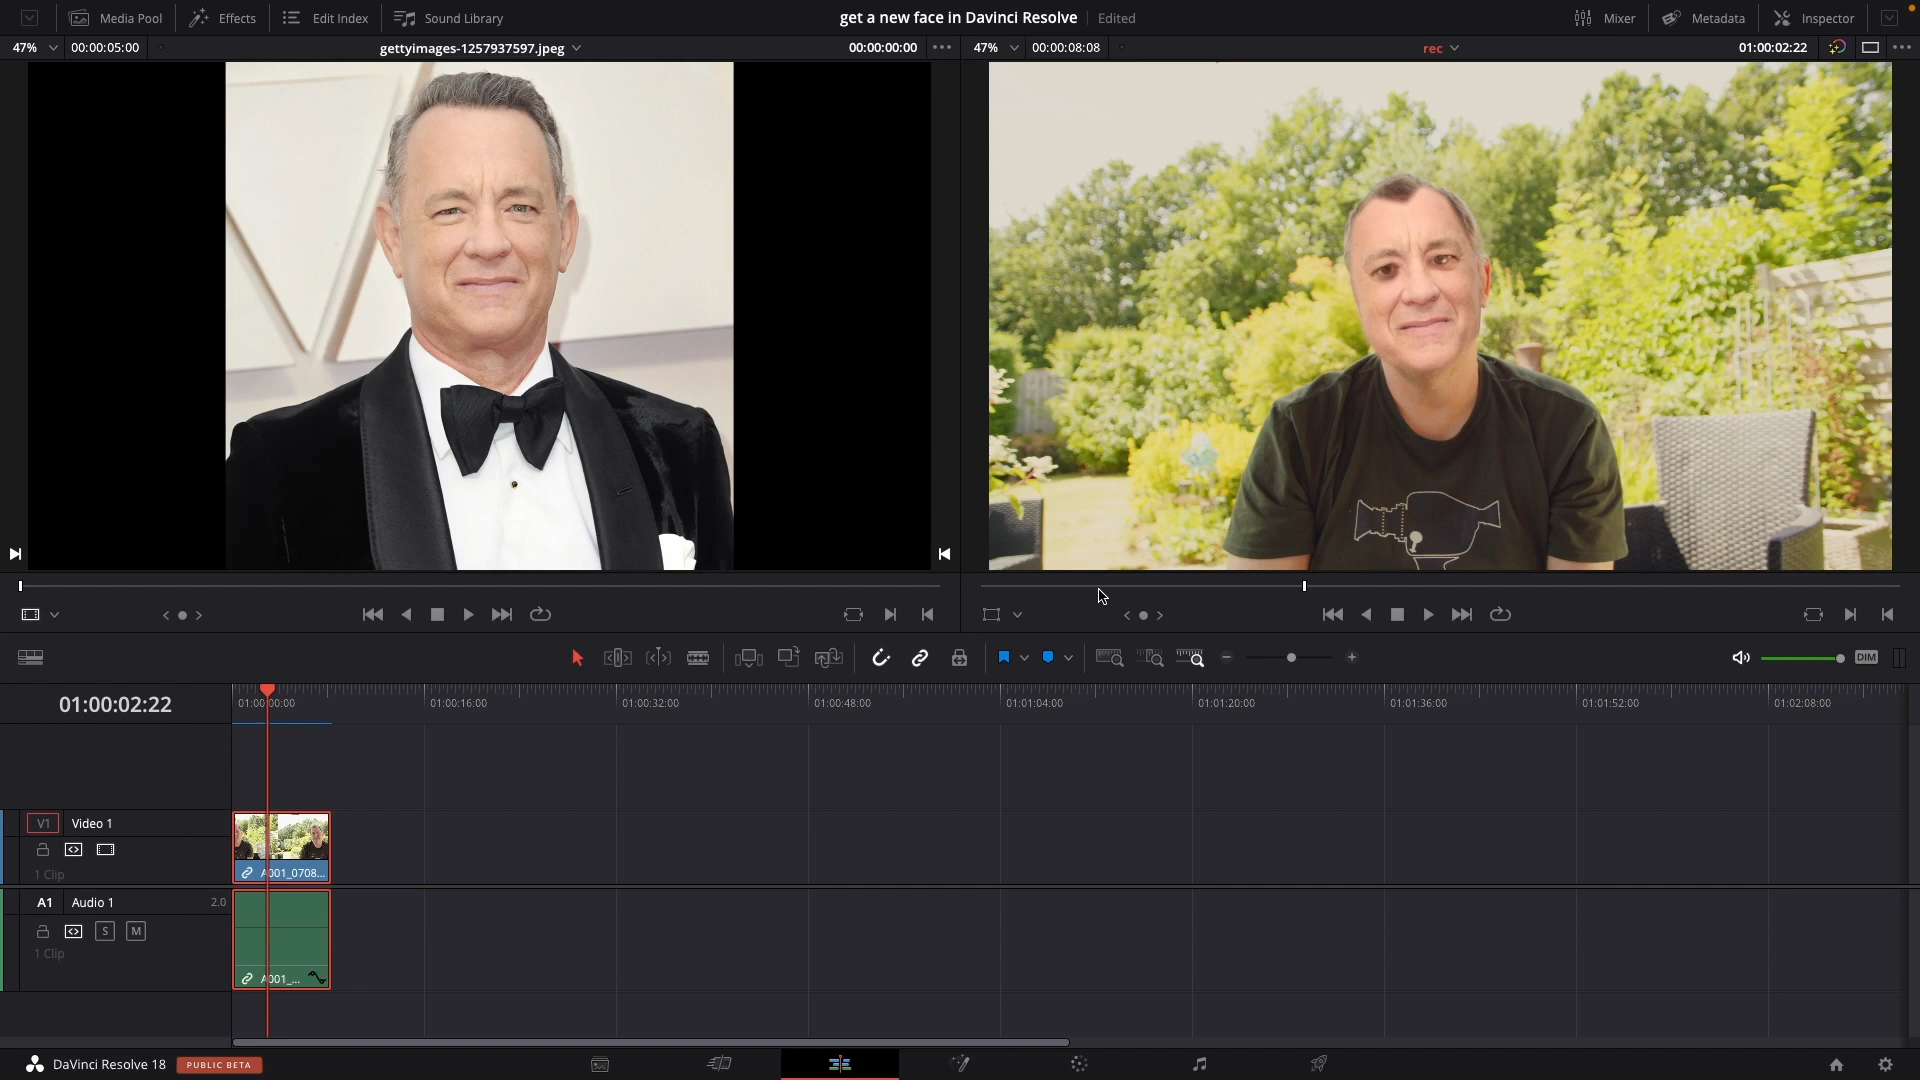 Media Pool Effects Edit Index Sound Library get a new face in Davinci Resolve Edited Mixer Metadata Inspector
47% 00:00:05:00 gettyimages-1257937597.jpeg 00:00:00:00 ••• 47% 00:00:08:08 rec 01:00:02:22 •••
DIM
01:00:02:22 01:00:00:00 01:00:16:00 01:00:32:00 01:00:48:00 01:01:04:00 01:01:20:00 01:01:36:00 01:01:52:00 01:02:08:00
V1 Video 1
1 Clip A001_0708...
A1 Audio 1 2.0
S M
1 Clip
A001_...
DaVinci Resolve 18 PUBLIC BETA